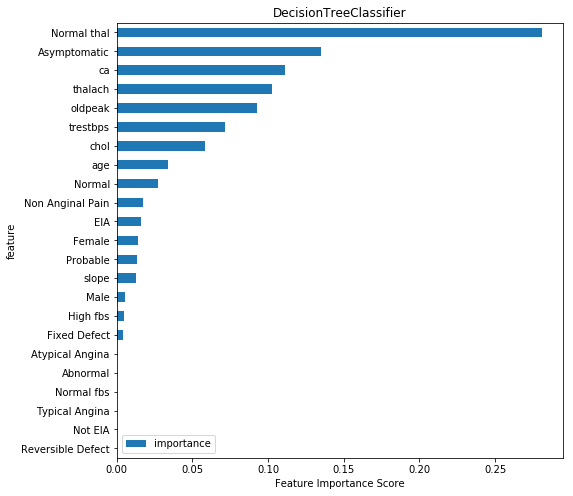 DecisionTreeClassifier
Normal thal
Asymptomatic
ca
thalach
oldpeak
trestbps
chol
age
Normal
Non Anginal Pain
EIA
Female
Probable
slope
Male
High fbs
Fixed Defect
Atypical Angina
Abnormal
Normal fbs
Typical Angina
Not EIA
Reversible Defect
feature
importance
0.00 0.05 0.10 0.15 0.20 0.25
Feature Importance Score